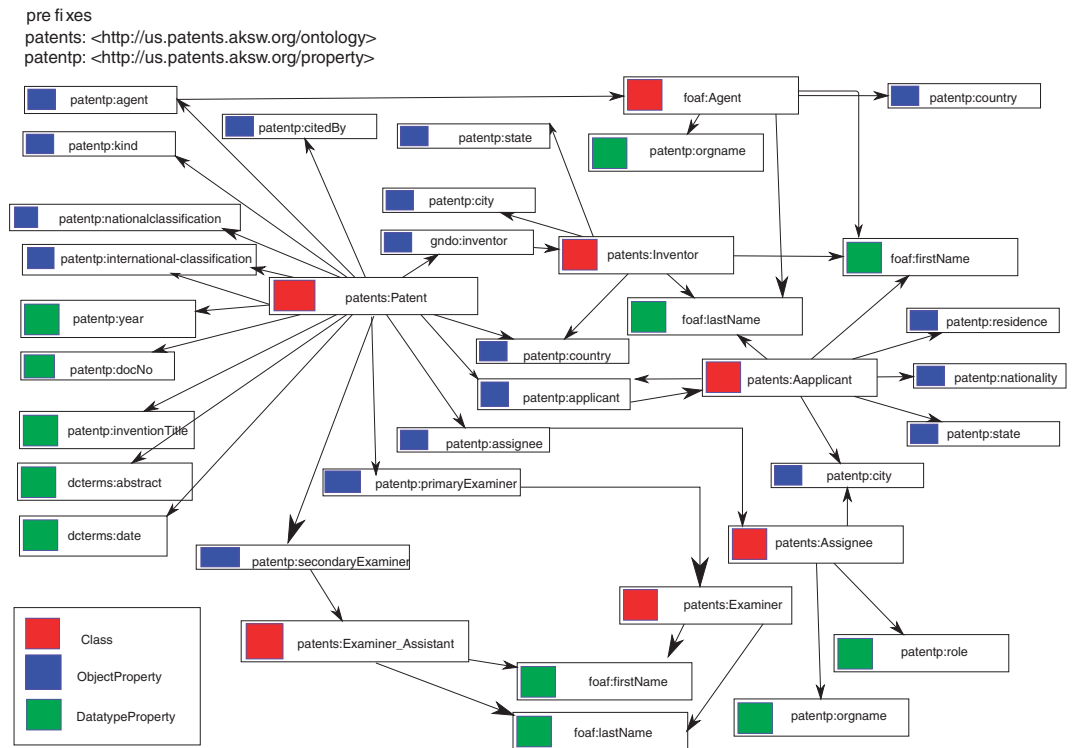 pre fixes
patents: <http://us.patents.aksw.org/ontology>
patentp: <http://us.patents.aksw.org/property>
patentp:agent
foaf:Agent
patentp:country
patentp:citedBy
patentp:state
patentp:kind
patentp:orgname
patentp:city
patentp:nationalclassification
gndo:inventor
patents:Inventor
patentp:international-classification
foaf:firstName
patents:Patent
patentp:year
foaf:lastName
patentp:residence
patentp:country
patentp:docNo
patents:Aapplicant
patentp:nationality
patentp:applicant
patentp:inventionTitle
patentp:assignee
patentp:state
patentp:city
dcterms:abstract
patentp:primaryExaminer
dcterms:date
patents:Assignee
patentp:secondaryExaminer
patents:Examiner
Class
patents:Examiner_Assistant
patentp:role
ObjectProperty
foaf:firstName
DatatypeProperty
patentp:orgname
foaf:lastName